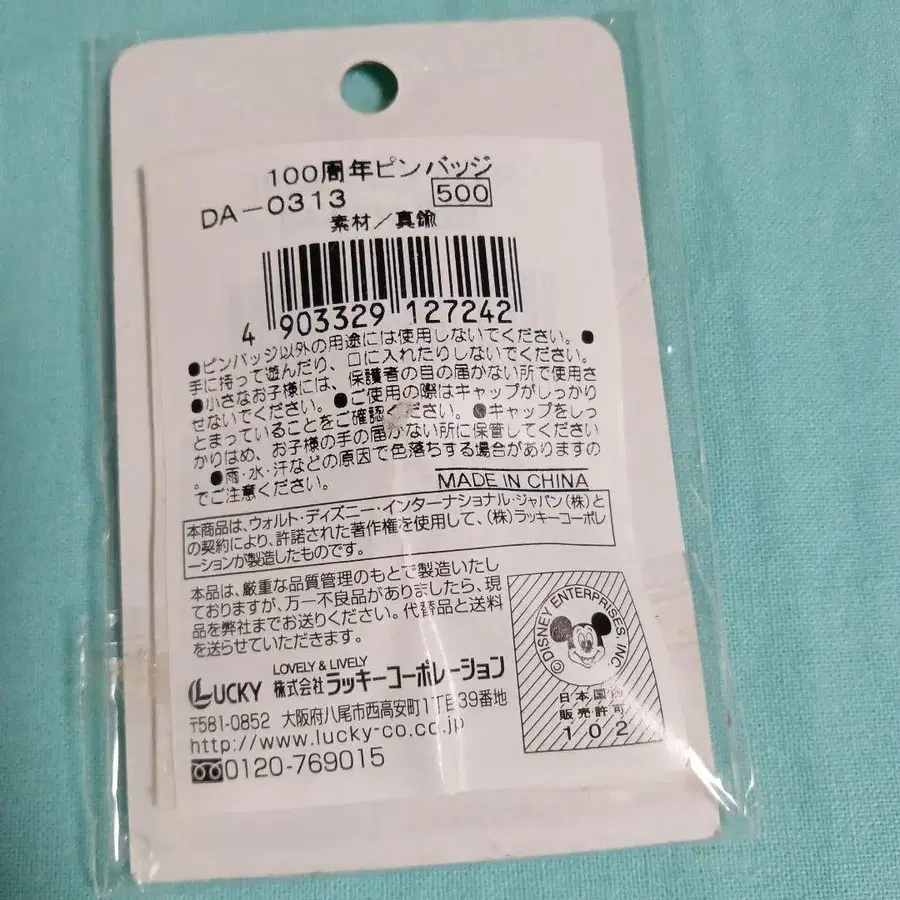 100周年ピンバッジ
DA-0313 500
素材/真鍮
4 903329 127242
●ピンバッジ以外の用途には使用しないでください。●
手に持って遊んだり、口に入れたりしないでください。
●小さなお子様には、保護者の目の届かない所で使用さ
せないでください。●ご使用の際はキャップがしっかり
とまっていることをご確認ください。●キャップをしっ
かりはめ、お子様の手の届かない所に保管してください
。●雨・水・汗などの原因で色落ちする場合がありますの
でご注意ください。
MADE IN CHINA
本商品は、ウォルト・ディズニー・インターナショナル・ジャパン(株)と
の契約により、許諾された著作権を使用して、(株)ラッキーコーポレ
ーションが製造したものです。
本品は、厳重な品質管理のもとで製造いたし
ておりますが、万一不良品がありましたら、現
品を弊社までお送りください。代替品と送料
を送らせていただきます。
LOVELY & LIVELY
LUCKY 株式会社ラッキーコーポレーション
〒581-0852 大阪府八尾市西高安町1丁目39番地
http://www.lucky-co.co.jp
0120-769015
©DISNEY ENTERPRISES, INC.
日本国内
販売許可
102